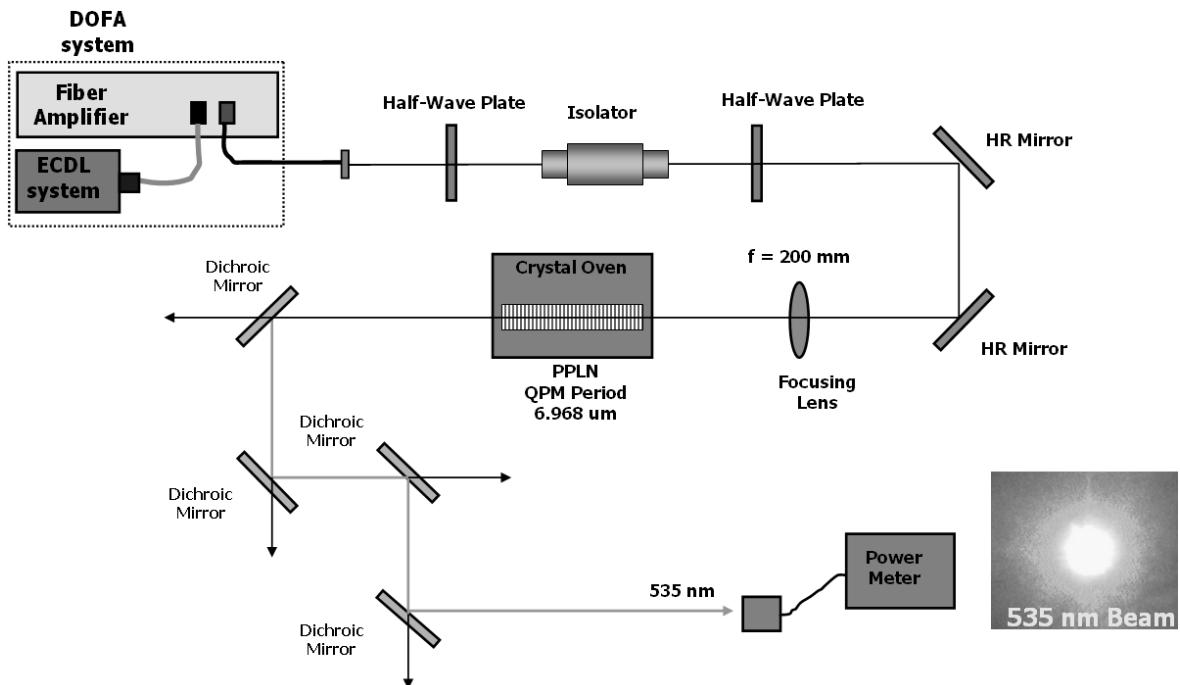 DOFA
system
Fiber
Amplifier
ECDL
system
Half-Wave Plate
Isolator
Half-Wave Plate
HR Mirror
Dichroic
Mirror
Crystal Oven
f = 200 mm
PPLN
QPM Period
6.968 um
Focusing
Lens
HR Mirror
Dichroic
Mirror
Dichroic
Mirror
535 nm
Power
Meter
Dichroic
Mirror
535 nm Beam